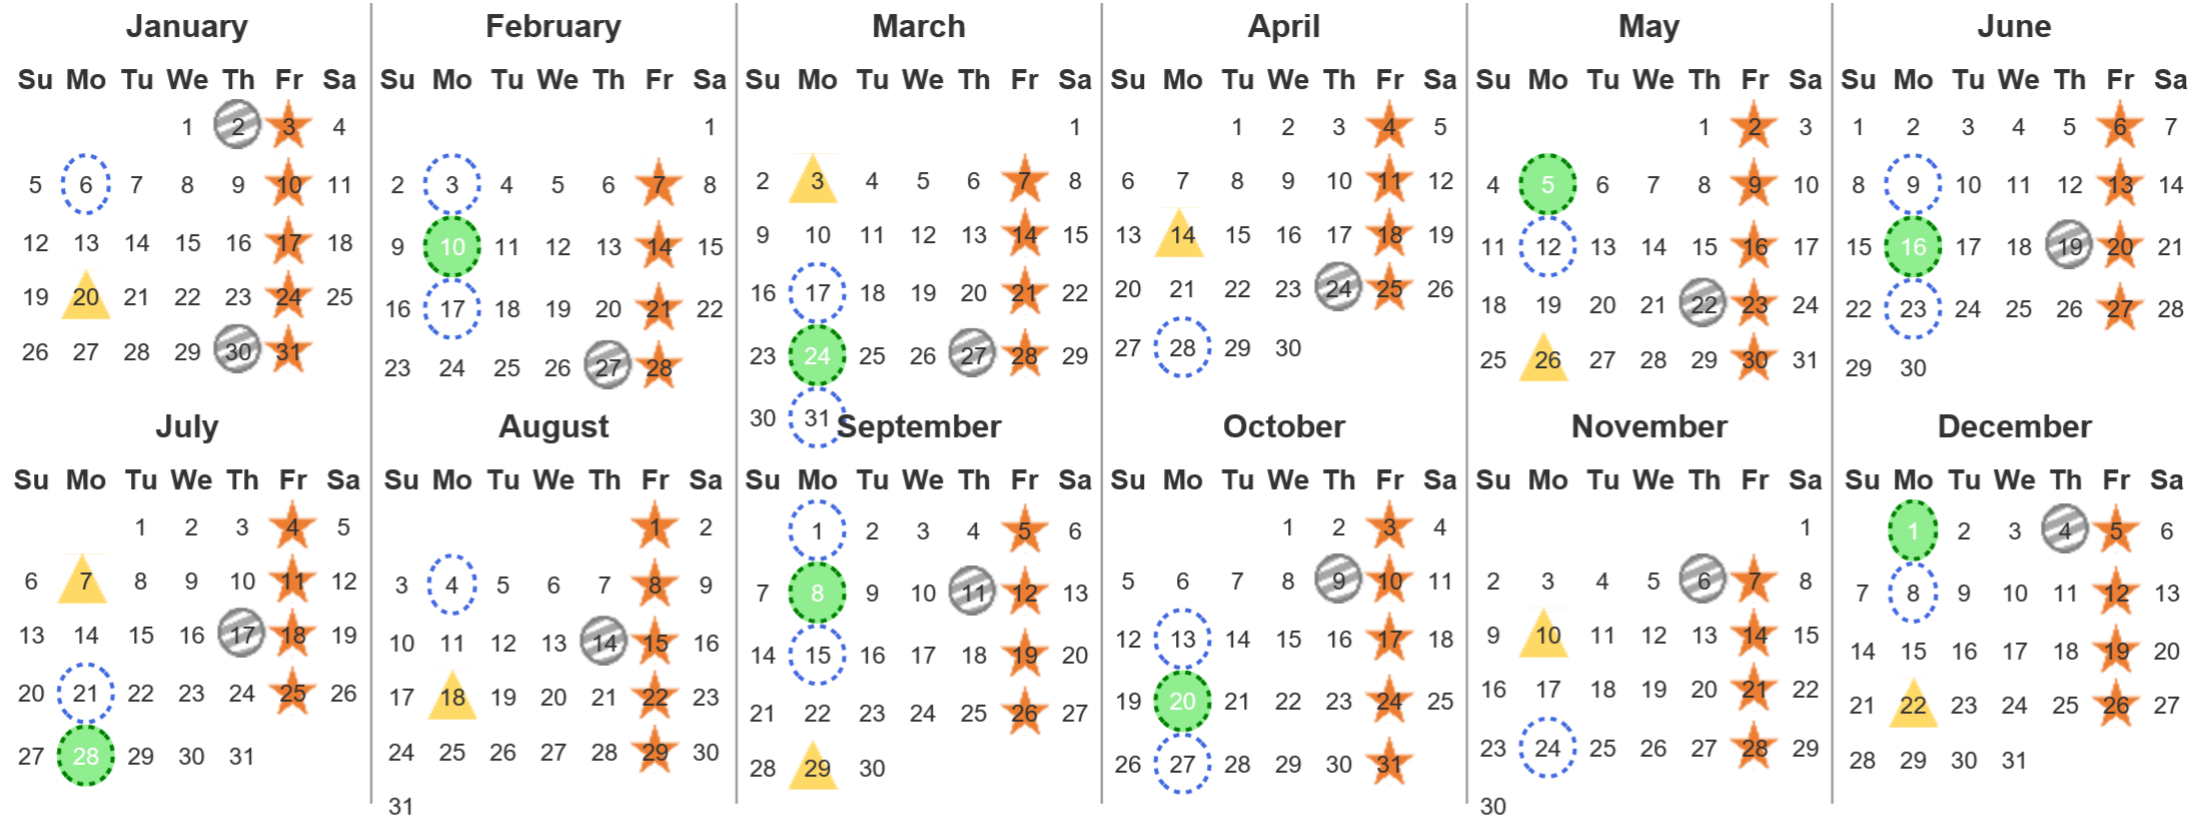 January February March April May June
Su Mo Tu We Th Fr Sa Su Mo Tu We Th Fr Sa Su Mo Tu We Th Fr Sa Su Mo Tu We Th Fr Sa Su Mo Tu We Th Fr Sa Su Mo Tu We Th Fr Sa
1 2 3 4 1 1 1 2 3 4 5 1 2 3 1 2 3 4 5 6 7
5 6 7 8 9 10 11 2 3 4 5 6 7 8 2 3 4 5 6 7 8 6 7 8 9 10 11 12 4 5 6 7 8 9 10 8 9 10 11 12 13 14
12 13 14 15 16 17 18 9 10 11 12 13 14 15 9 10 11 12 13 14 15 13 14 15 16 17 18 19 11 12 13 14 15 16 17 15 16 17 18 19 20 21
19 20 21 22 23 24 25 16 17 18 19 20 21 22 16 17 18 19 20 21 22 20 21 22 23 24 25 26 18 19 20 21 22 23 24 22 23 24 25 26 27 28
26 27 28 29 30 31 23 24 25 26 27 28 23 24 25 26 27 28 29 27 28 29 30 25 26 27 28 29 30 31 29 30
30 31
July August September October November December
Su Mo Tu We Th Fr Sa Su Mo Tu We Th Fr Sa Su Mo Tu We Th Fr Sa Su Mo Tu We Th Fr Sa Su Mo Tu We Th Fr Sa Su Mo Tu We Th Fr Sa
1 2 3 4 5 1 2 1 2 3 4 5 6 1 2 3 4 1 1 2 3 4 5 6
6 7 8 9 10 11 12 3 4 5 6 7 8 9 7 8 9 10 11 12 13 5 6 7 8 9 10 11 2 3 4 5 6 7 8 7 8 9 10 11 12 13
13 14 15 16 17 18 19 10 11 12 13 14 15 16 14 15 16 17 18 19 20 12 13 14 15 16 17 18 9 10 11 12 13 14 15 14 15 16 17 18 19 20
20 21 22 23 24 25 26 17 18 19 20 21 22 23 21 22 23 24 25 26 27 19 20 21 22 23 24 25 16 17 18 19 20 21 22 21 22 23 24 25 26 27
27 28 29 30 31 24 25 26 27 28 29 30 28 29 30 26 27 28 29 30 31 23 24 25 26 27 28 29 28 29 30 31
31 30